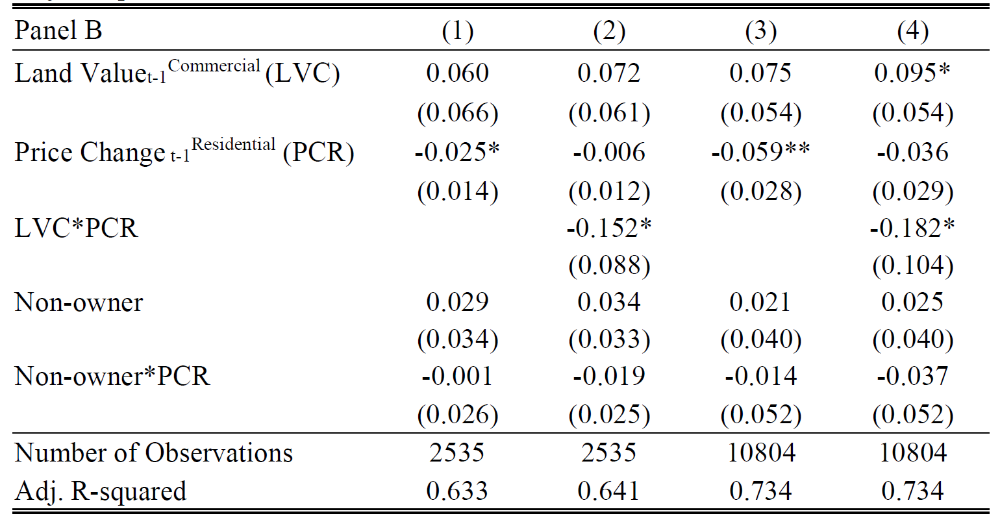 Panel B (1) (2) (3) (4)
Land Valuet-1Commercial (LVC) 0.060 0.072 0.075 0.095*
(0.066) (0.061) (0.054) (0.054)
Price Change t-1Residential (PCR) -0.025* -0.006 -0.059** -0.036
(0.014) (0.012) (0.028) (0.029)
LVC*PCR -0.152* -0.182*
(0.088) (0.104)
Non-owner 0.029 0.034 0.021 0.025
(0.034) (0.033) (0.040) (0.040)
Non-owner*PCR -0.001 -0.019 -0.014 -0.037
(0.026) (0.025) (0.052) (0.052)
Number of Observations 2535 2535 10804 10804
Adj. R-squared 0.633 0.641 0.734 0.734